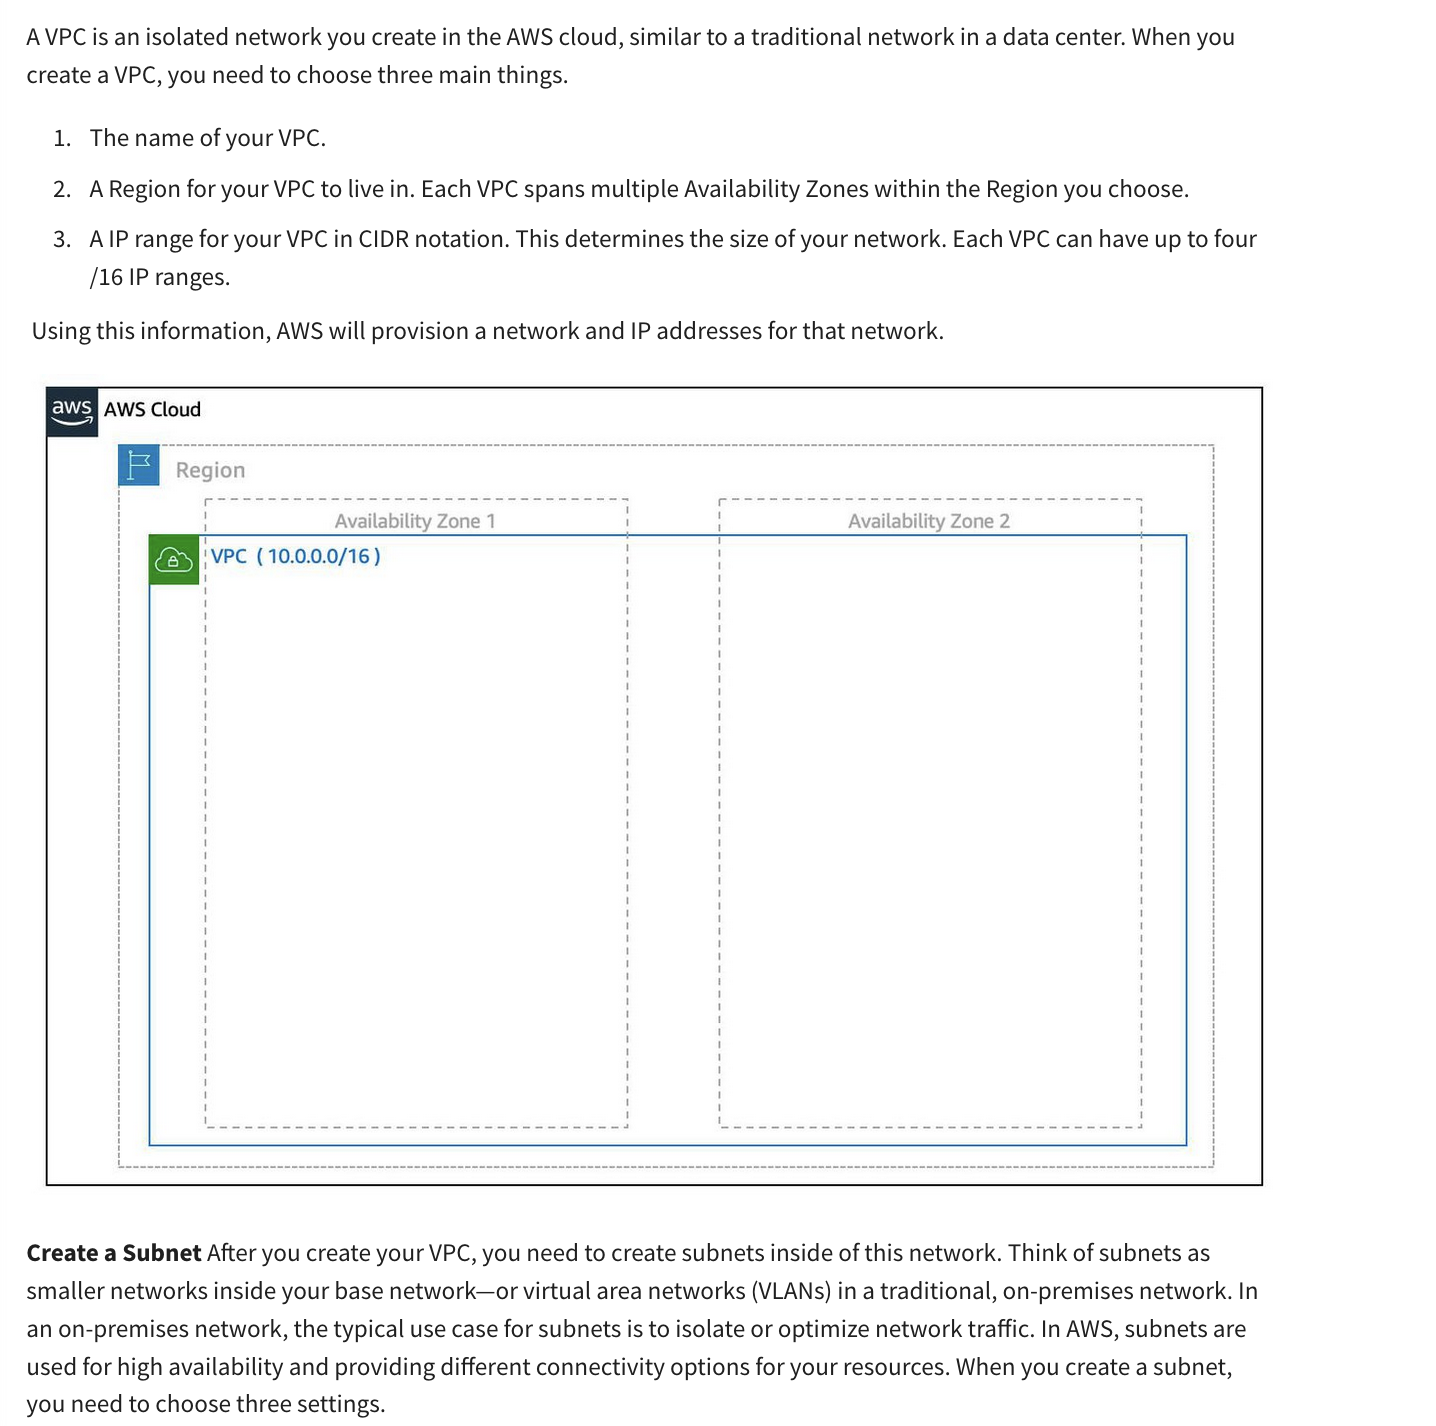 A VPC is an isolated network you create in the AWS cloud, similar to a traditional network in a data center. When you
create a VPC, you need to choose three main things.
1. The name of your VPC.
2. A Region for your VPC to live in. Each VPC spans multiple Availability Zones within the Region you choose.
3. A IP range for your VPC in CIDR notation. This determines the size of your network. Each VPC can have up to four
/16 IP ranges.
Using this information, AWS will provision a network and IP addresses for that network.
aws AWS Cloud
Region
Availability Zone 1
Availability Zone 2
VPC ( 10.0.0.0/16 )
Create a Subnet After you create your VPC, you need to create subnets inside of this network. Think of subnets as
smaller networks inside your base network—or virtual area networks (VLANs) in a traditional, on-premises network. In
an on-premises network, the typical use case for subnets is to isolate or optimize network traffic. In AWS, subnets are
used for high availability and providing different connectivity options for your resources. When you create a subnet,
you need to choose three settings.